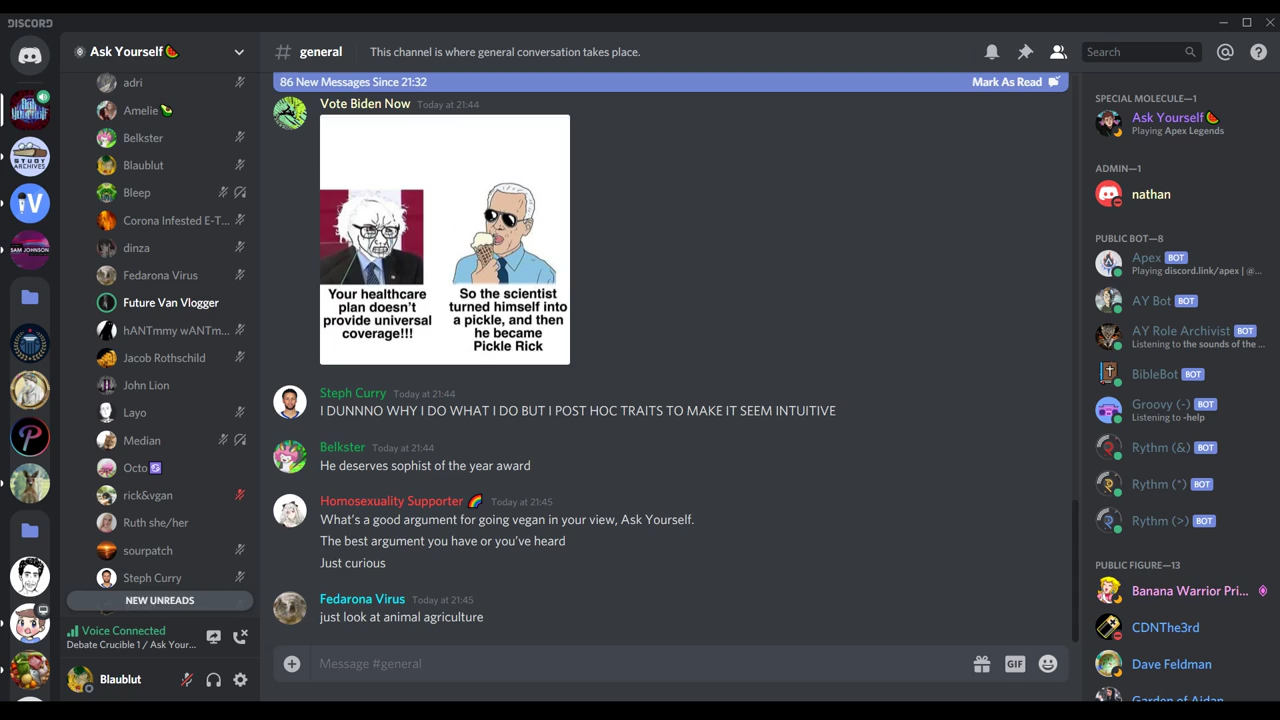 DISCORD
Ask Yourself🍉
adri
Amelie 🥑
Belkster
Blaublut
Bleep
Corona Infested E-T...
dinza
Fedarona Virus
Future Van Vlogger
hANTmmy wANTm...
Jacob Rothschild
John Lion
Layo
Median
Octo
rick&vgan
Ruth she/her
sourpatch
Steph Curry
NEW UNREADS
Voice Connected
Debate Crucible 1 / Ask Your...
Blaublut
STUDY
ARCHIVES
V
SAM JOHNSON
# general
This channel is where general conversation takes place.
Search
86 New Messages Since 21:32
Mark As Read
Vote Biden Now Today at 21:44
Your healthcare
plan doesn't
provide universal
coverage!!!
So the scientist
turned himself into
a pickle, and then
he became
Pickle Rick
Steph Curry Today at 21:44
I DUNNNO WHY I DO WHAT I DO BUT I POST HOC TRAITS TO MAKE IT SEEM INTUITIVE
Belkster Today at 21:44
He deserves sophist of the year award
Homosexuality Supporter 🌈 Today at 21:45
What's a good argument for going vegan in your view, Ask Yourself.
The best argument you have or you've heard
Just curious
Fedarona Virus Today at 21:45
just look at animal agriculture
Message #general
GIF
SPECIAL MOLECULE—1
Ask Yourself🍉
Playing Apex Legends
ADMIN—1
nathan
PUBLIC BOT—8
Apex BOT
Playing discord.link/apex | @...
AY Bot BOT
AY Role Archivist BOT
Listening to the sounds of the ...
BibleBot BOT
Groovy (-) BOT
Listening to -help
Rythm (&) BOT
Rythm (*) BOT
Rythm (>) BOT
PUBLIC FIGURE—13
Banana Warrior Pri...
CDNThe3rd
Dave Feldman
Garden of Aidan